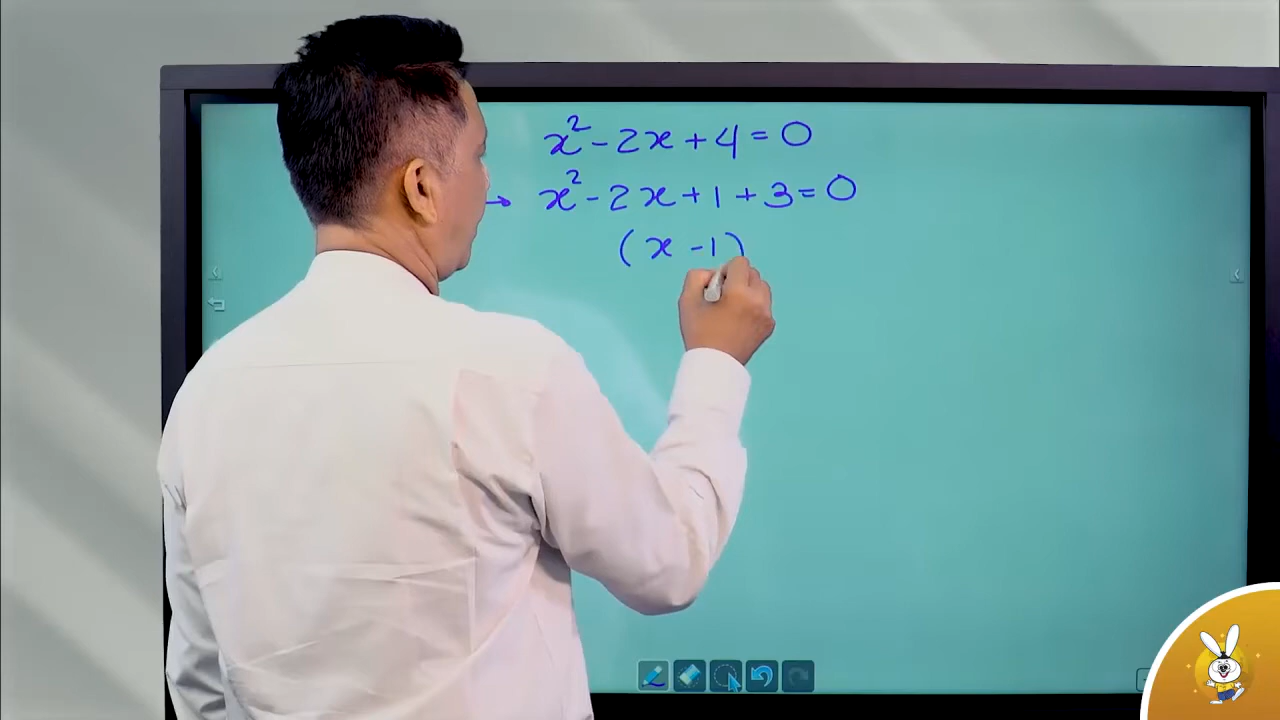 x² - 2x + 4 = 0
→ x² - 2x + 1 + 3 = 0
(x - 1)